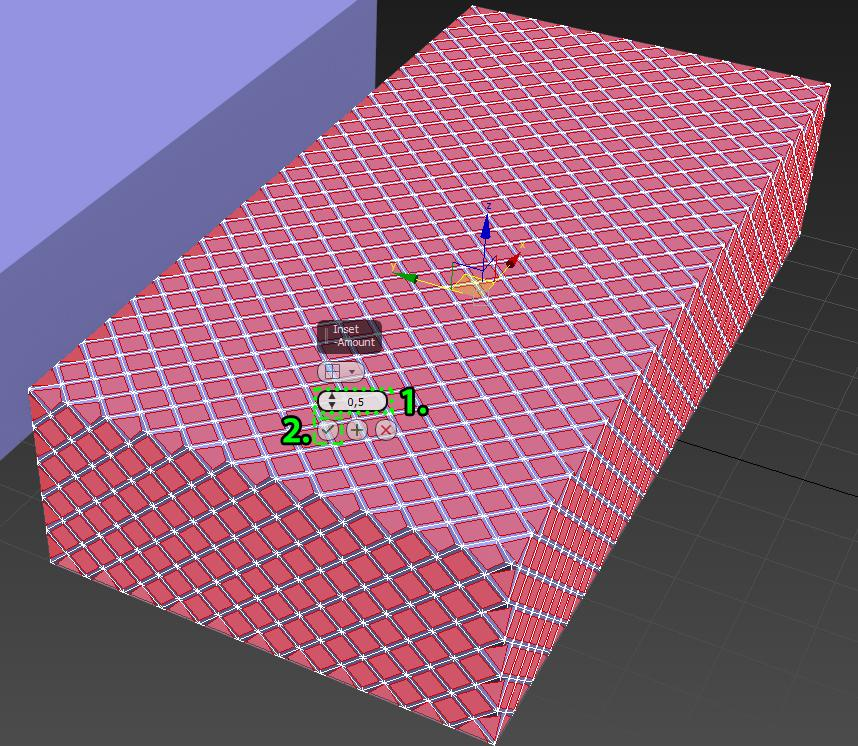 z
x
Inset
-Amount
0,5
1.
2.